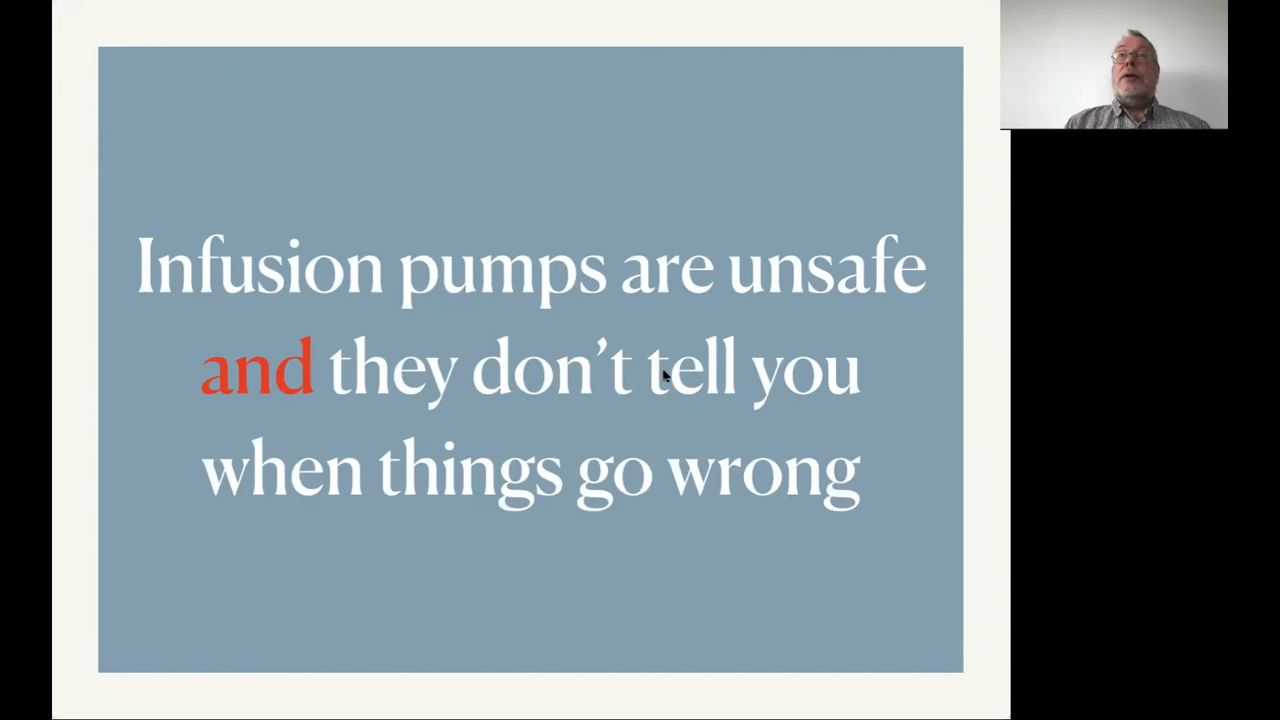 Infusion pumps are unsafe
and they don’t tell you
when things go wrong